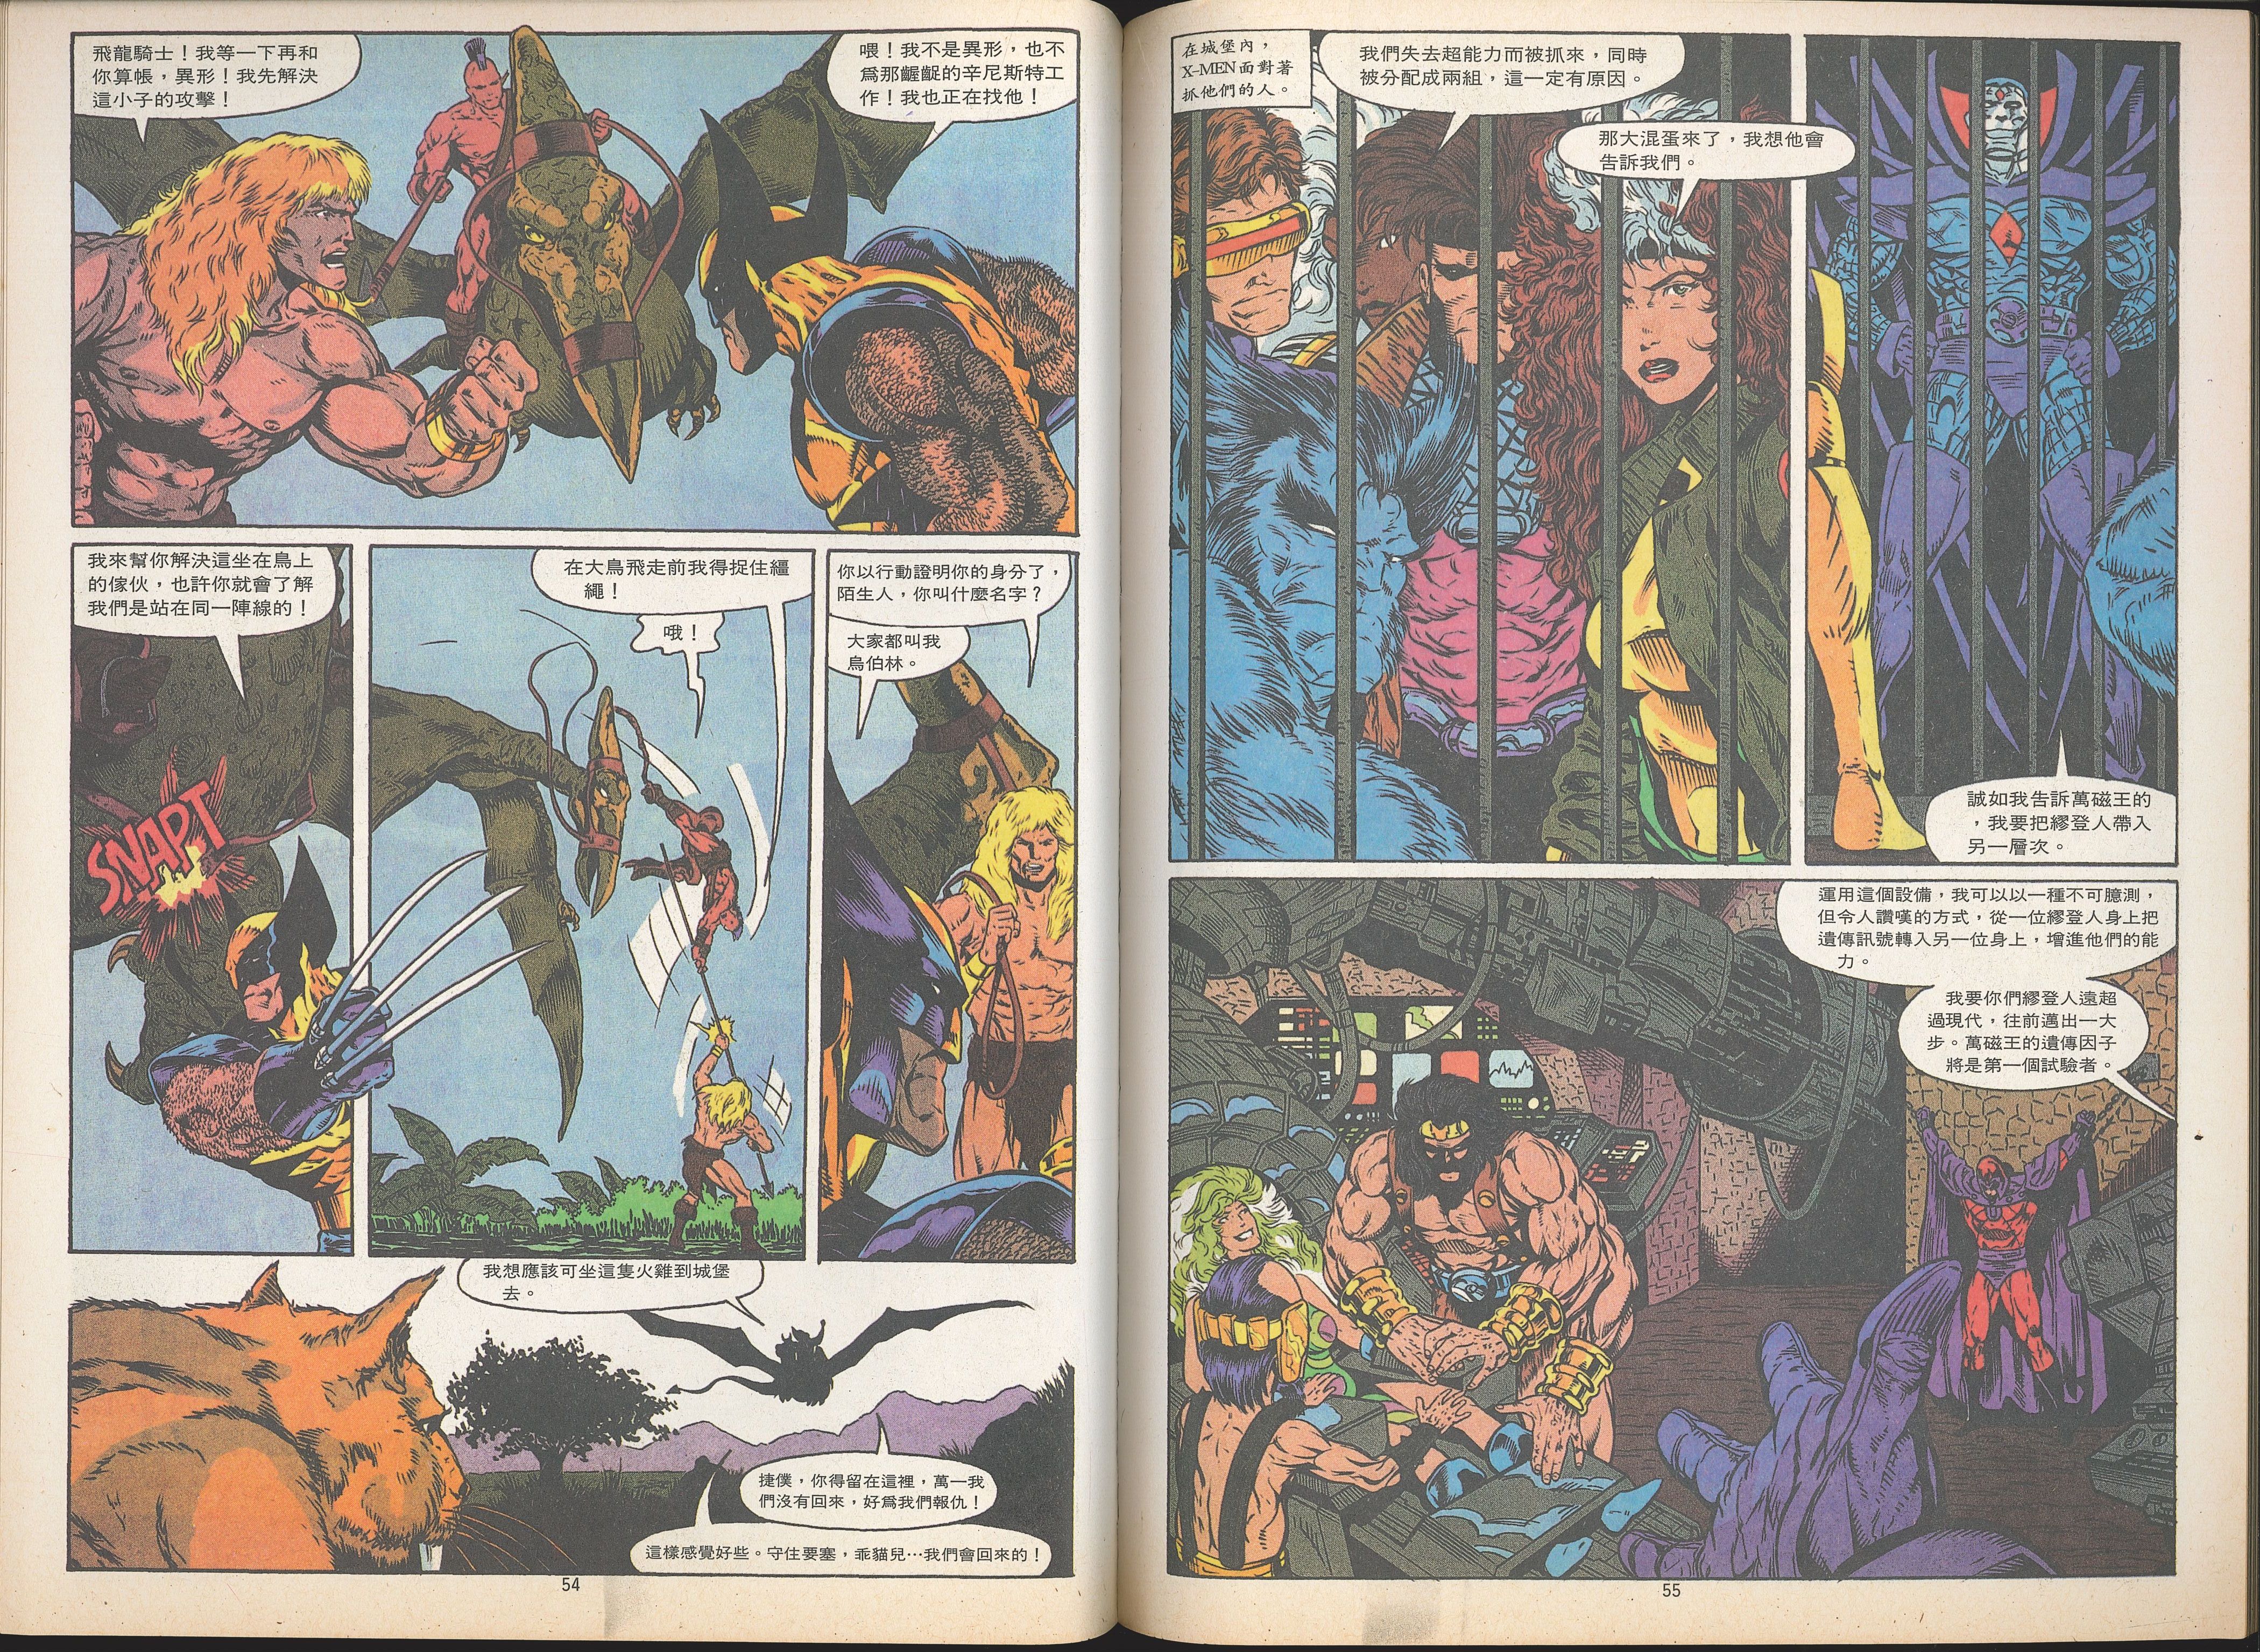 飛龍騎士！我等一下再和
你算帳，異形！我先解決
這小子的攻擊！
喂！我不是異形，也不
為那齷齪的辛尼斯特工
作！我也正在找他！
我來幫你解決這坐在鳥上
的傢伙，也許你就會了解
我們是站在同一陣線的！
SNAPT
在大鳥飛走前我得捉住繮
繩！
哦！
你以行動證明你的身分了，
陌生人，你叫什麼名字？
大家都叫我
烏伯林。
我想應該可坐這隻火雞到城堡
去。
捷僕，你得留在這裡，萬一我
們沒有回來，好為我們報仇！
這樣感覺好些。守住要塞，乖貓兒…我們會回來的！
54
在城堡內，
X-MEN面對著
抓他們的人。
我們失去超能力而被抓來，同時
被分配成兩組，這一定有原因。
那大混蛋來了，我想他會
告訴我們。
誠如我告訴萬磁王的
，我要把繆登人帶入
另一層次。
運用這個設備，我可以以一種不可臆測，
但令人讚嘆的方式，從一位繆登人身上把
遺傳訊號轉入另一位身上，增進他們的能
力。
我要你們繆登人遠超
過現代，往前邁出一大
步。萬磁王的遺傳因子
將是第一個試驗者。
55